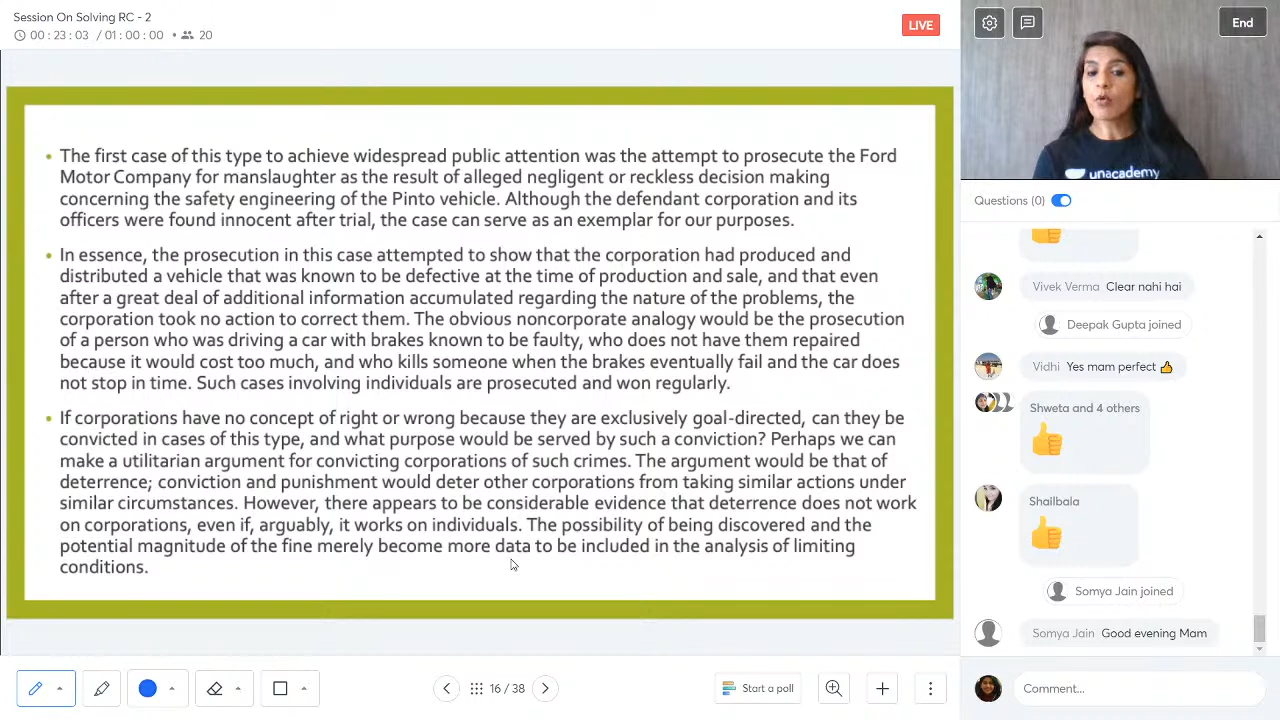 Session On Solving RC - 2
00 : 23 : 03 / 01 : 00 : 00 • 20
LIVE
End
• The first case of this type to achieve widespread public attention was the attempt to prosecute the Ford
Motor Company for manslaughter as the result of alleged negligent or reckless decision making
concerning the safety engineering of the Pinto vehicle. Although the defendant corporation and its
officers were found innocent after trial, the case can serve as an exemplar for our purposes.
• In essence, the prosecution in this case attempted to show that the corporation had produced and
distributed a vehicle that was known to be defective at the time of production and sale, and that even
after a great deal of additional information accumulated regarding the nature of the problems, the
corporation took no action to correct them. The obvious noncorporate analogy would be the prosecution
of a person who was driving a car with brakes known to be faulty, who does not have them repaired
because it would cost too much, and who kills someone when the brakes eventually fail and the car does
not stop in time. Such cases involving individuals are prosecuted and won regularly.
• If corporations have no concept of right or wrong because they are exclusively goal-directed, can they be
convicted in cases of this type, and what purpose would be served by such a conviction? Perhaps we can
make a utilitarian argument for convicting corporations of such crimes. The argument would be that of
deterrence; conviction and punishment would deter other corporations from taking similar actions under
similar circumstances. However, there appears to be considerable evidence that deterrence does not work
on corporations, even if, arguably, it works on individuals. The possibility of being discovered and the
potential magnitude of the fine merely become more data to be included in the analysis of limiting
conditions.
unacademy
Questions (0)
Vivek Verma Clear nahi hai
Deepak Gupta joined
Vidhi Yes mam perfect 👍
Shweta and 4 others
Shailbala
Somya Jain joined
Somya Jain Good evening Mam
16 / 38
Start a poll
Comment...